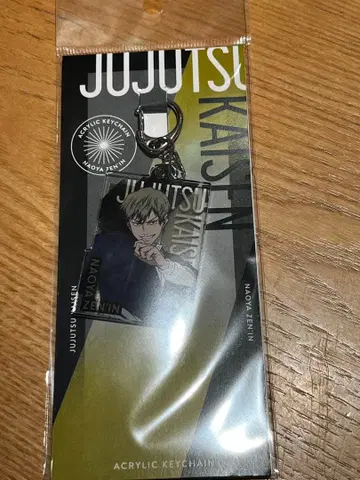 JUJUTSU
KAISEN
ACRYLIC KEYCHAIN
NAOYA ZEN'IN
JUJUTSU
KAISEN
NAOYA
ZEN'IN
JUJUTSU KAISEN
NAOYA ZEN'IN
ACRYLIC KEYCHAIN